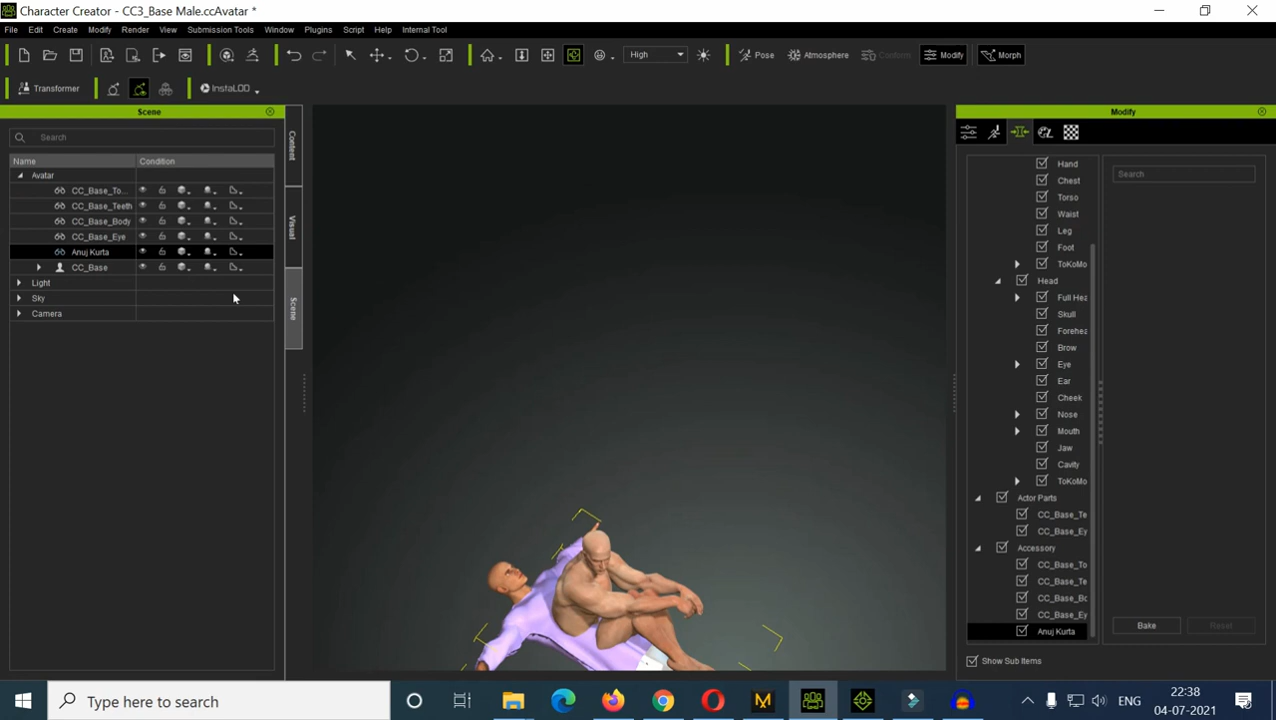 Character Creator - CC3_Base Male.ccAvatar *
File Edit Create Modify Render View Submission Tools Window Plugins Script Help Internal Tool
High Pose Atmosphere Conform Modify Morph
Transformer InstaLOD
Scene
Search
Name Condition
Avatar
CC_Base_To...
CC_Base_Teeth
CC_Base_Body
CC_Base_Eye
Anuj Kurta
CC_Base
Light
Sky
Camera
Content
Visual
Scene
Modify
Search
Hand
Chest
Torso
Waist
Leg
Foot
ToKoMo
Head
Full Hea
Skull
Forehea
Brow
Eye
Ear
Cheek
Nose
Mouth
Jaw
Cavity
ToKoMo
Actor Parts
CC_Base_Te
CC_Base_Ey
Accessory
CC_Base_To
CC_Base_Te
CC_Base_Bo
CC_Base_Ey
Anuj Kurta
Bake Reset
Show Sub Items
Type here to search
ENG
22:38
04-07-2021